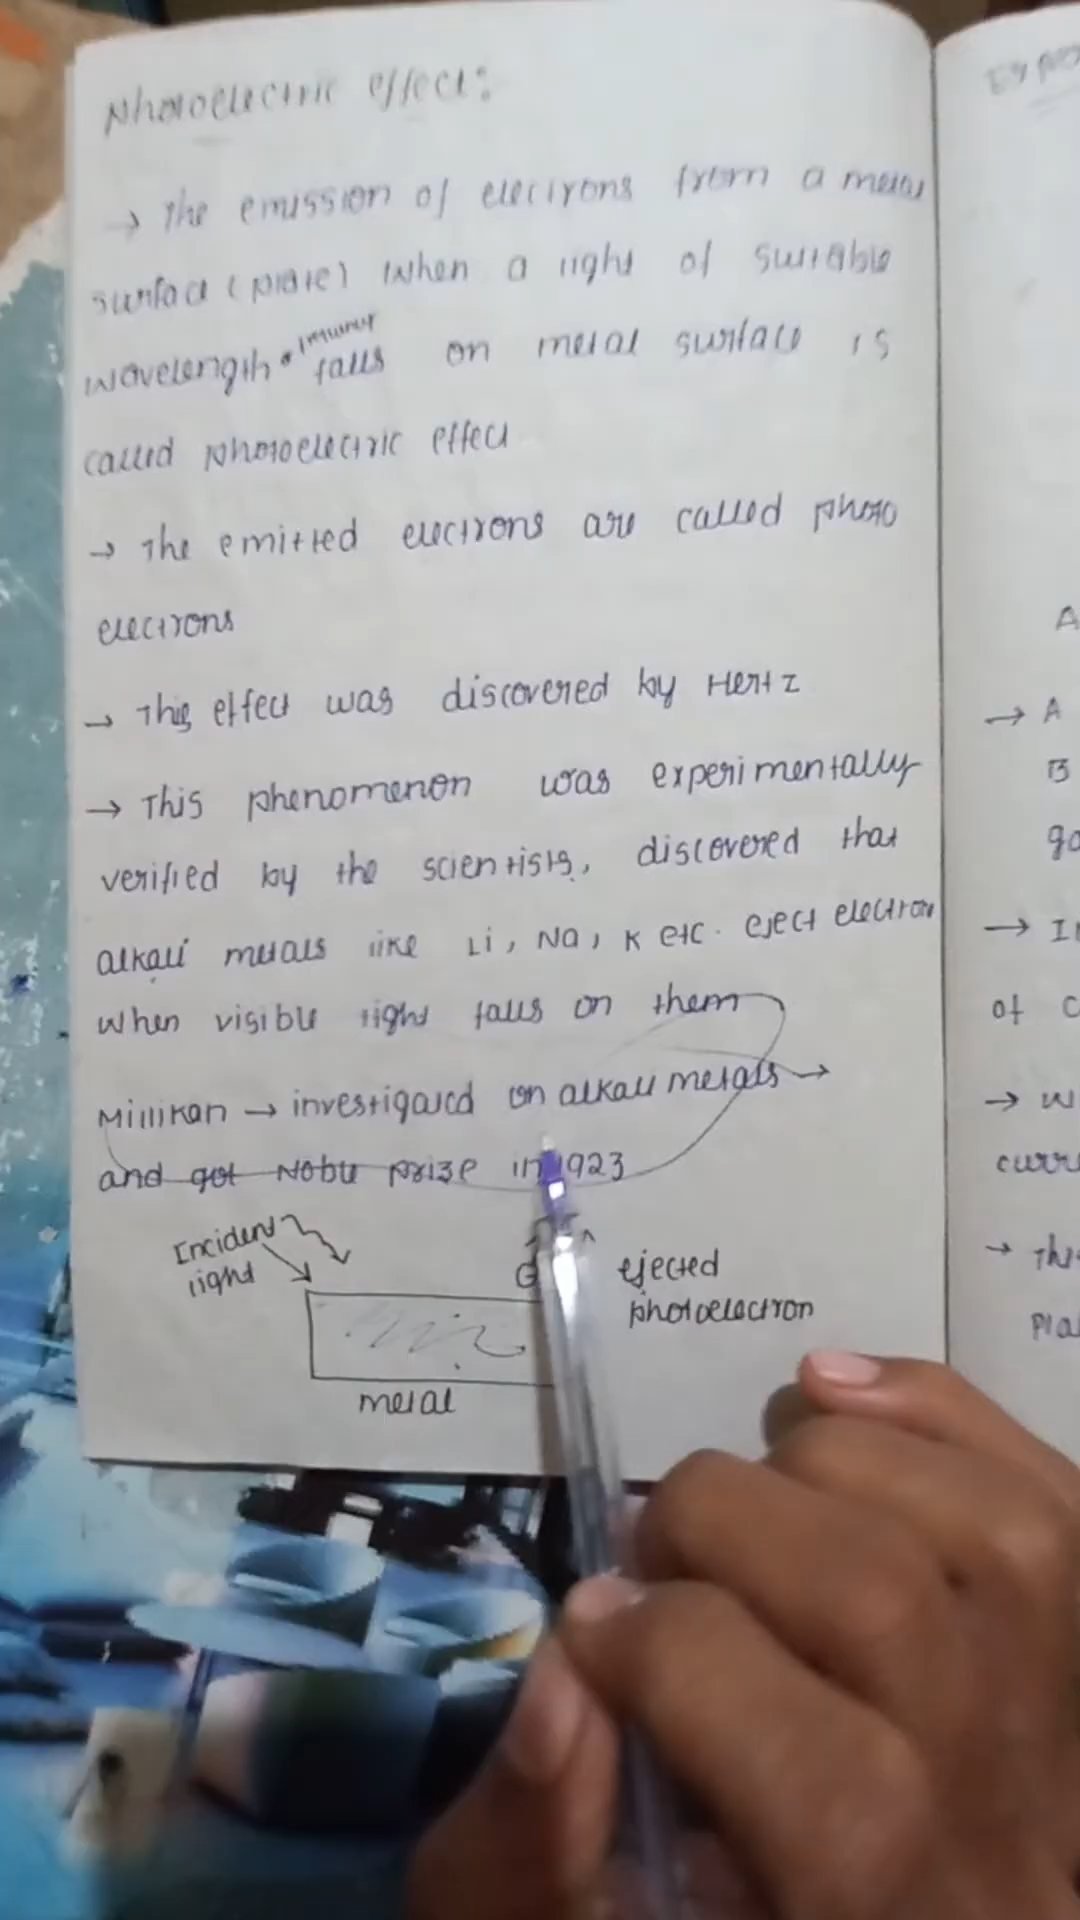 Photoelectric effect:
→ The emission of electrons from a metal
surface (plate) when a light of suitable
wavelength falls on metal surface is
called photoelectric effect
→ The emitted electrons are called photo
electrons
→ This effect was discovered by Hertz
→ This phenomenon was experimentally
verified by the scientists, discovered that
alkali metals like Li, Na, K etc. eject electron
when visible light falls on them
Millikan → investigated on alkali metals →
and got Nobel prize in 1923
Incident
light
ejected
photoelectron
metal
A
→ A
B
→ In
of C
→ W
→ This